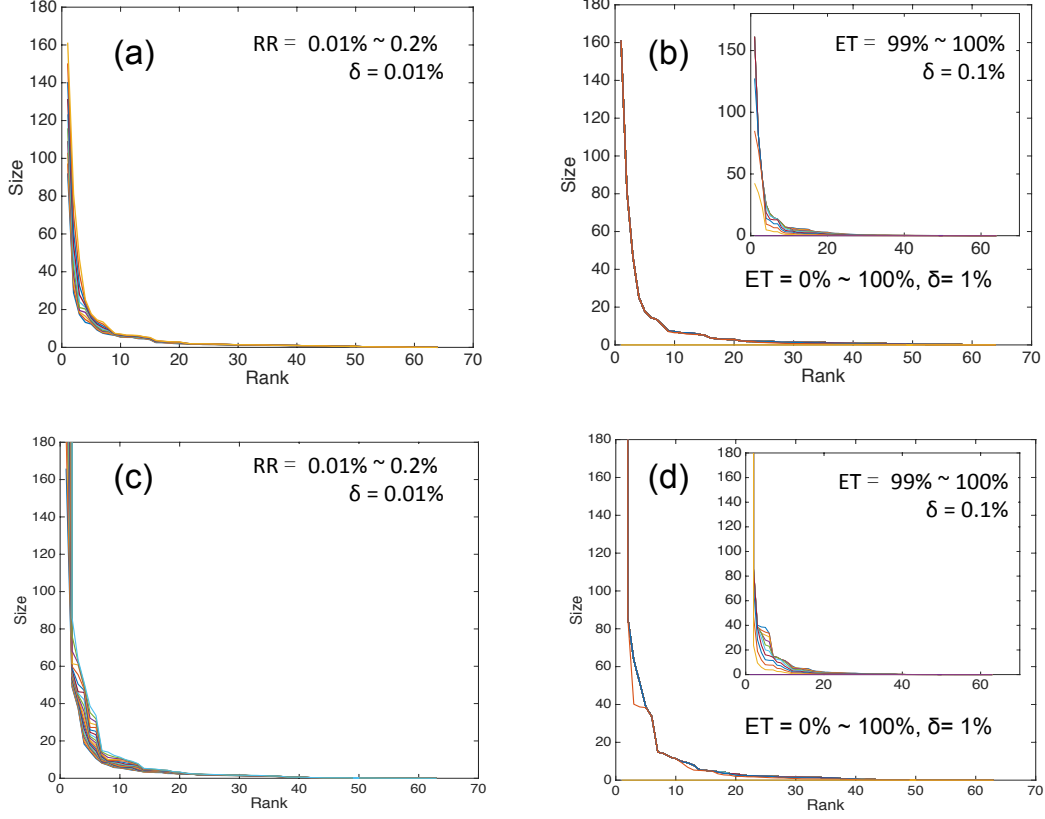 (a)
RR = 0.01% ~ 0.2%
δ = 0.01%
180
160
140
120
100
80
60
40
20
0
Size
0 10 20 30 40 50 60 70
Rank
(b)
ET = 99% ~ 100%
δ = 0.1%
180
160
140
120
100
80
60
40
20
0
Size
150
100
50
0
0 20 40 60
ET = 0% ~ 100%, δ= 1%
0 10 20 30 40 50 60 70
Rank
(c)
RR = 0.01% ~ 0.2%
δ = 0.01%
180
160
140
120
100
80
60
40
20
0
Size
0 10 20 30 40 50 60 70
Rank
(d)
ET = 99% ~ 100%
δ = 0.1%
180
160
140
120
100
80
60
40
20
0
Size
180
160
140
120
100
80
60
40
20
0
0 20 40 60
ET = 0% ~ 100%, δ= 1%
0 10 20 30 40 50 60 70
Rank